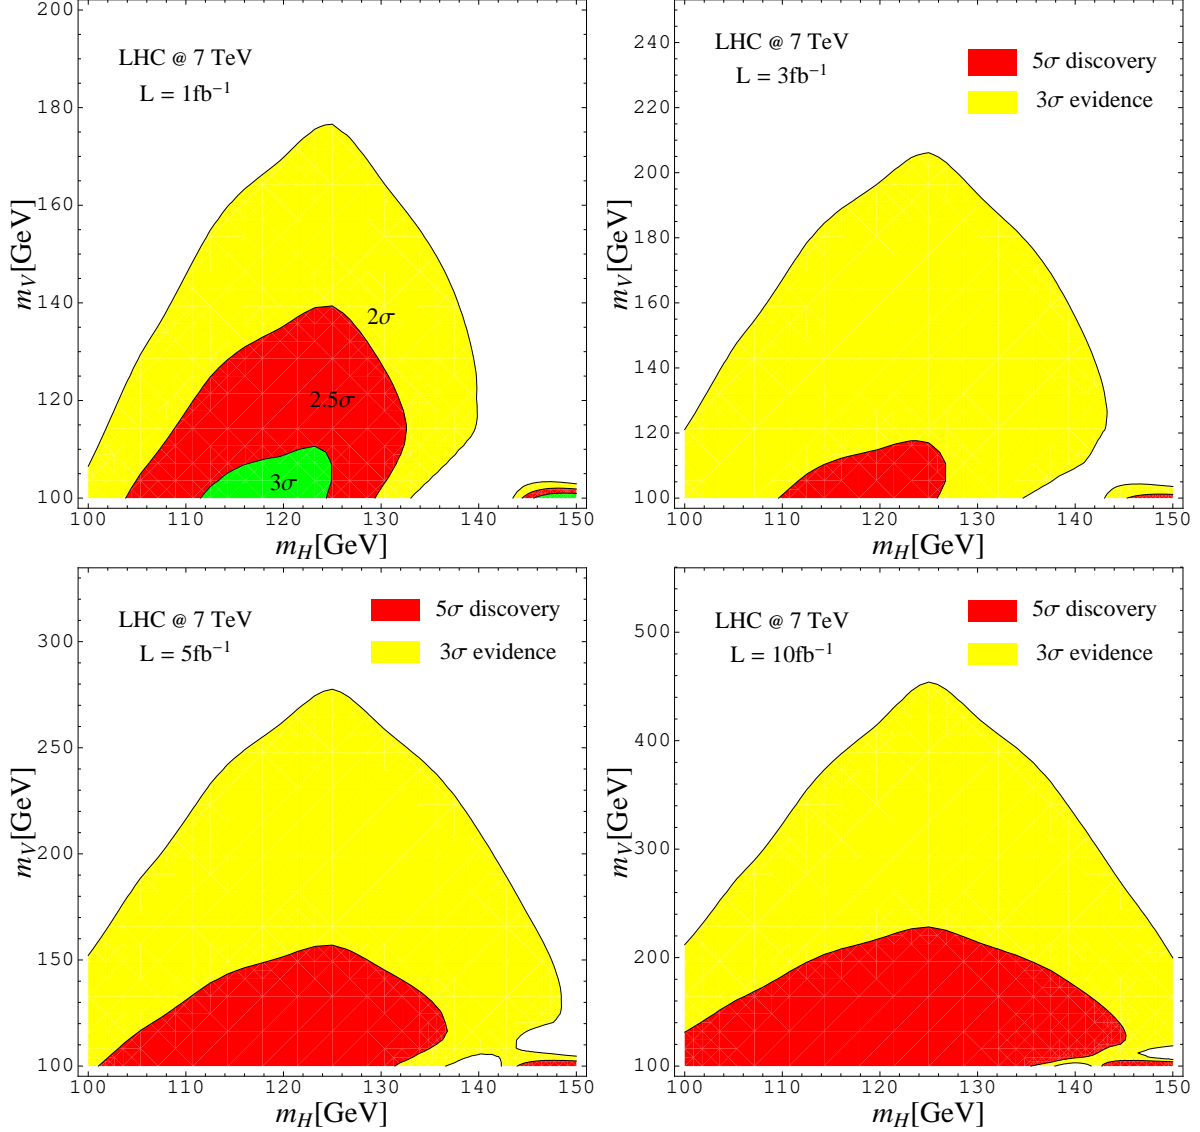 LHC @ 7 TeV
L = 1fb⁻¹
2σ
2.5σ
3σ
200
180
160
140
120
100
m_V[GeV]
100 110 120 130 140 150
m_H[GeV]
LHC @ 7 TeV
L = 3fb⁻¹
5σ discovery
3σ evidence
240
220
200
180
160
140
120
100
m_V[GeV]
100 110 120 130 140 150
m_H[GeV]
LHC @ 7 TeV
L = 5fb⁻¹
5σ discovery
3σ evidence
300
250
200
150
100
m_V[GeV]
100 110 120 130 140 150
m_H[GeV]
LHC @ 7 TeV
L = 10fb⁻¹
5σ discovery
3σ evidence
500
400
300
200
100
m_V[GeV]
100 110 120 130 140 150
m_H[GeV]